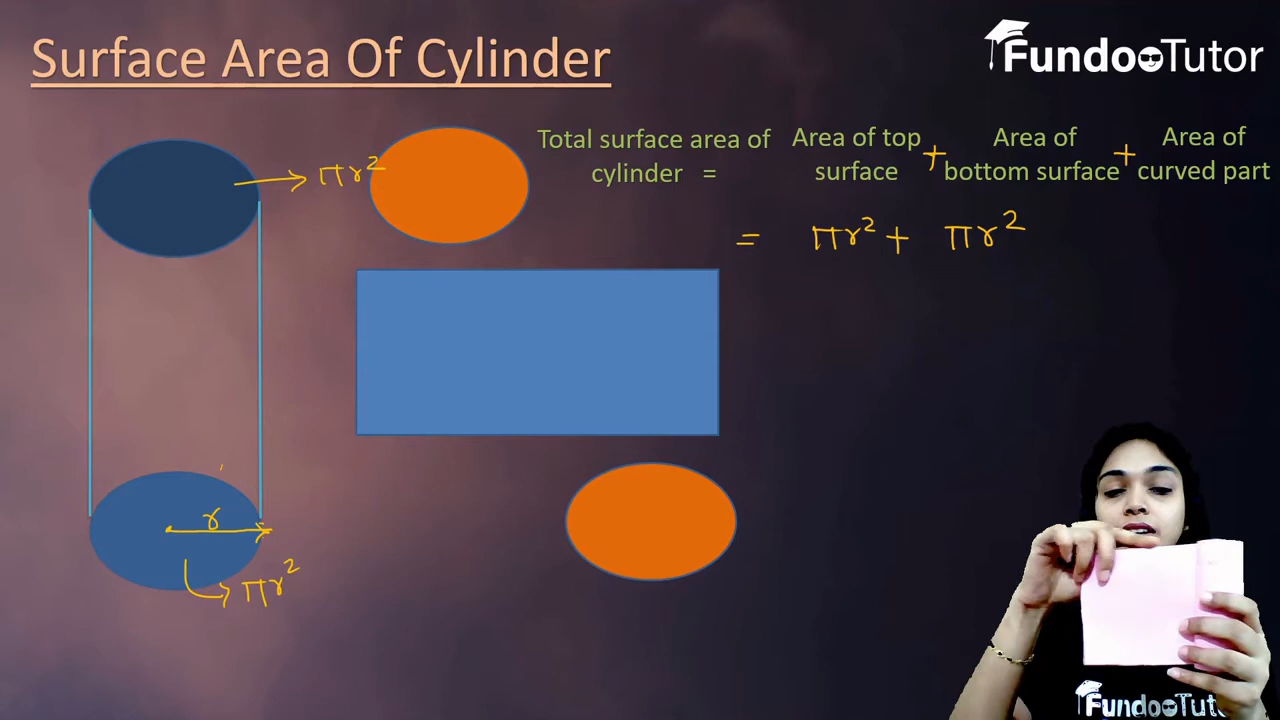 Surface Area Of Cylinder
FundooTutor
Total surface area of cylinder =
Area of top surface
+
Area of bottom surface
+
Area of curved part
= πr² + πr²
πr²
r
πr²
FundooTutor